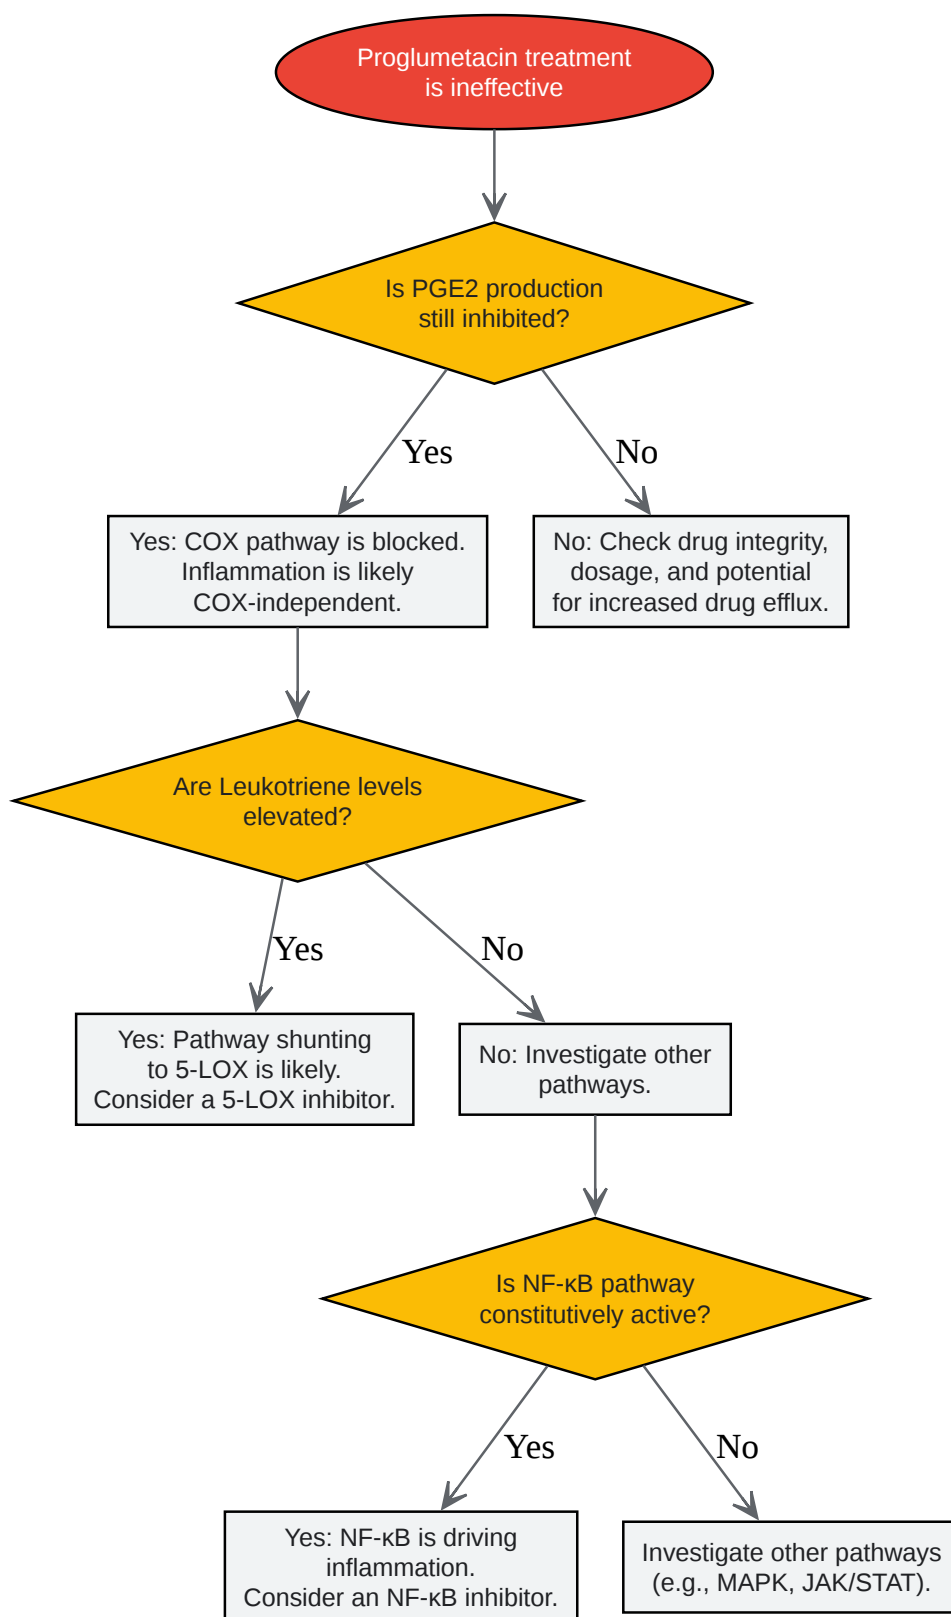 Proglumetacin treatment
is ineffective
Is PGE2 production
still inhibited?
Yes
No
Yes: COX pathway is blocked.
Inflammation is likely
COX-independent.
No: Check drug integrity,
dosage, and potential
for increased drug efflux.
Are Leukotriene levels
elevated?
Yes
No
Yes: Pathway shunting
to 5-LOX is likely.
Consider a 5-LOX inhibitor.
No: Investigate other
pathways.
Is NF-κB pathway
constitutively active?
Yes
No
Yes: NF-κB is driving
inflammation.
Consider an NF-κB inhibitor.
Investigate other pathways
(e.g., MAPK, JAK/STAT).